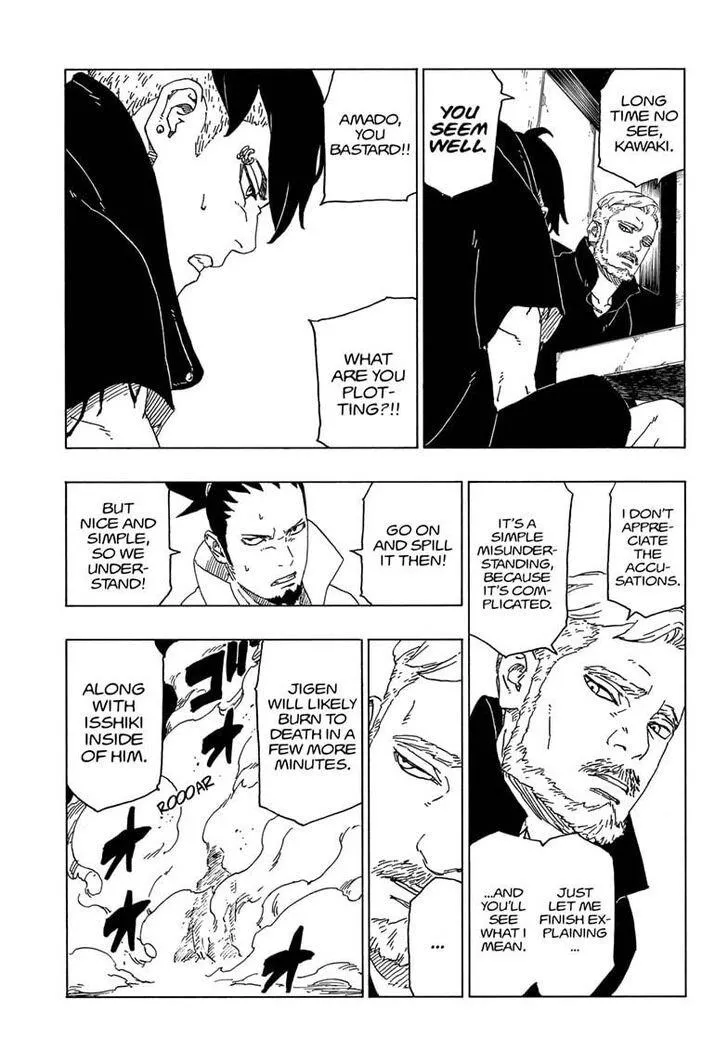 LONG
TIME NO
SEE,
KAWAKI.
YOU
SEEM
WELL.
AMADO,
YOU
BASTARD!!
WHAT
ARE YOU
PLOT-
TING?!!
I DON'T
APPRE-
CIATE
THE
ACCU-
SATIONS.
IT'S A
SIMPLE
MISUNDER-
STANDING,
BECAUSE
IT'S COM-
PLICATED.
JUST
LET ME
FINISH EX-
PLAINING
...
...AND
YOU'LL
SEE
WHAT I
MEAN.
GO ON
AND SPILL
IT THEN!
BUT
NICE AND
SIMPLE,
SO WE
UNDER-
STAND!
...
JIGEN
WILL LIKELY
BURN TO
DEATH IN A
FEW MORE
MINUTES.
ALONG
WITH
ISSHIKI
INSIDE
OF HIM.
ゴオオオオ
ROOOAR